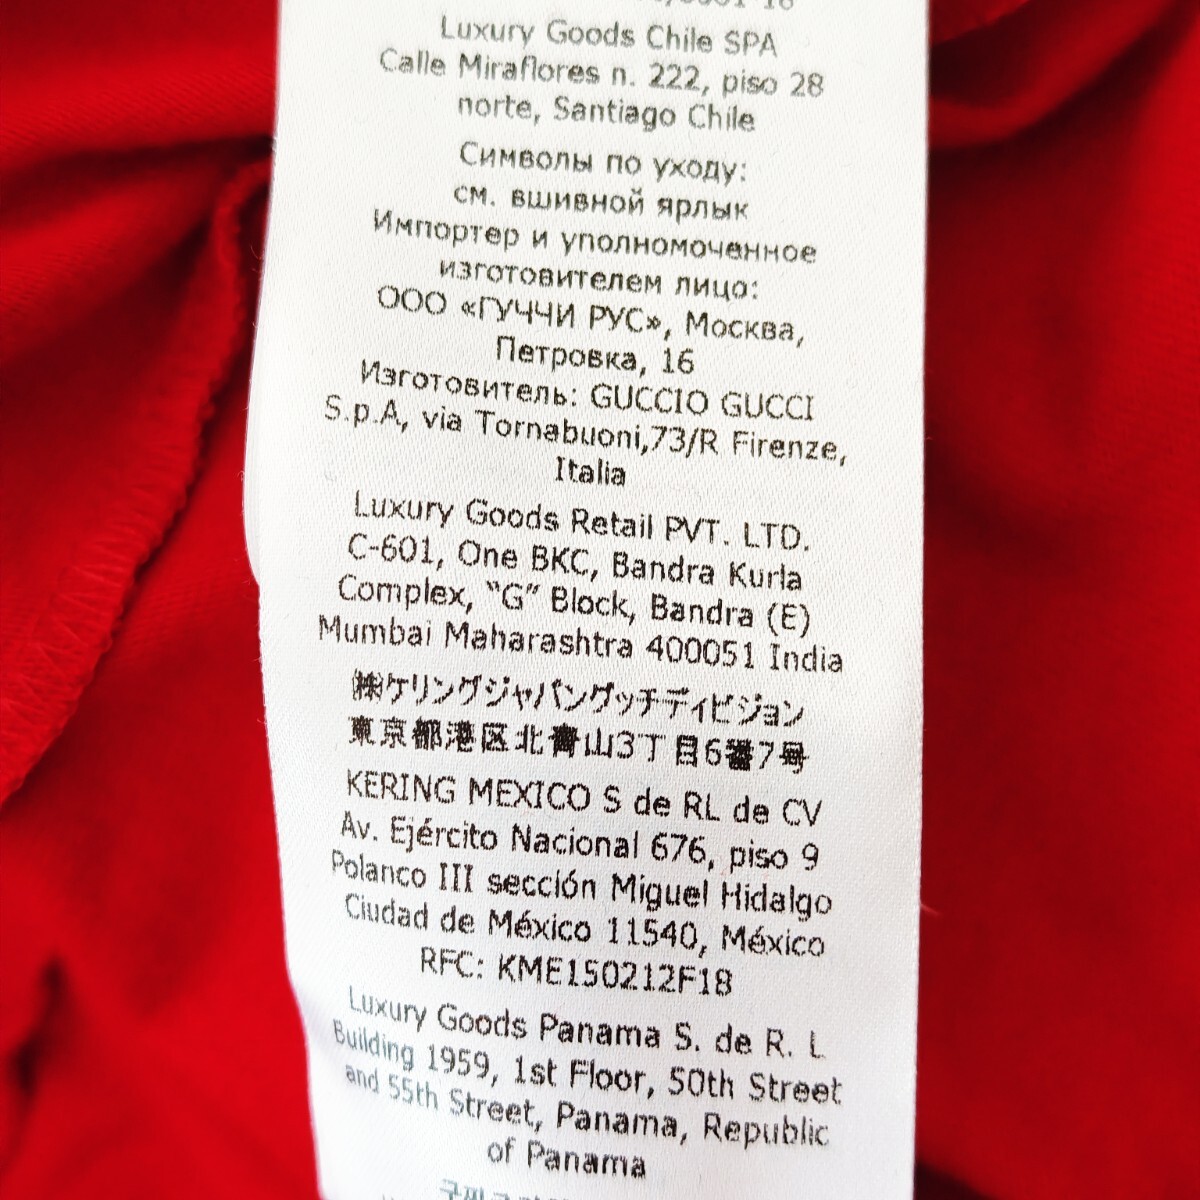 Luxury Goods Chile SPA
Calle Miraflores n. 222, piso 28
norte, Santiago Chile
Символы по уходу:
см. вшивной ярлык
Импортер и уполномоченное
изготовителем лицо:
ООО «ГУЧЧИ РУС», Москва,
Петровка, 16
Изготовитель: GUCCIO GUCCI
S.p.A, via Tornabuoni,73/R Firenze,
Italia
Luxury Goods Retail PVT. LTD.
C-601, One BKC, Bandra Kurla
Complex, “G” Block, Bandra (E)
Mumbai Maharashtra 400051 India
㈱ケリングジャパングッチディビジョン
東京都港区北青山3丁目6番7号
KERING MEXICO S de RL de CV
Av. Ejército Nacional 676, piso 9
Polanco III sección Miguel Hidalgo
Ciudad de México 11540, México
RFC: KME150212F18
Luxury Goods Panama S. de R. L
Building 1959, 1st Floor, 50th Street
and 55th Street, Panama, Republic
of Panama